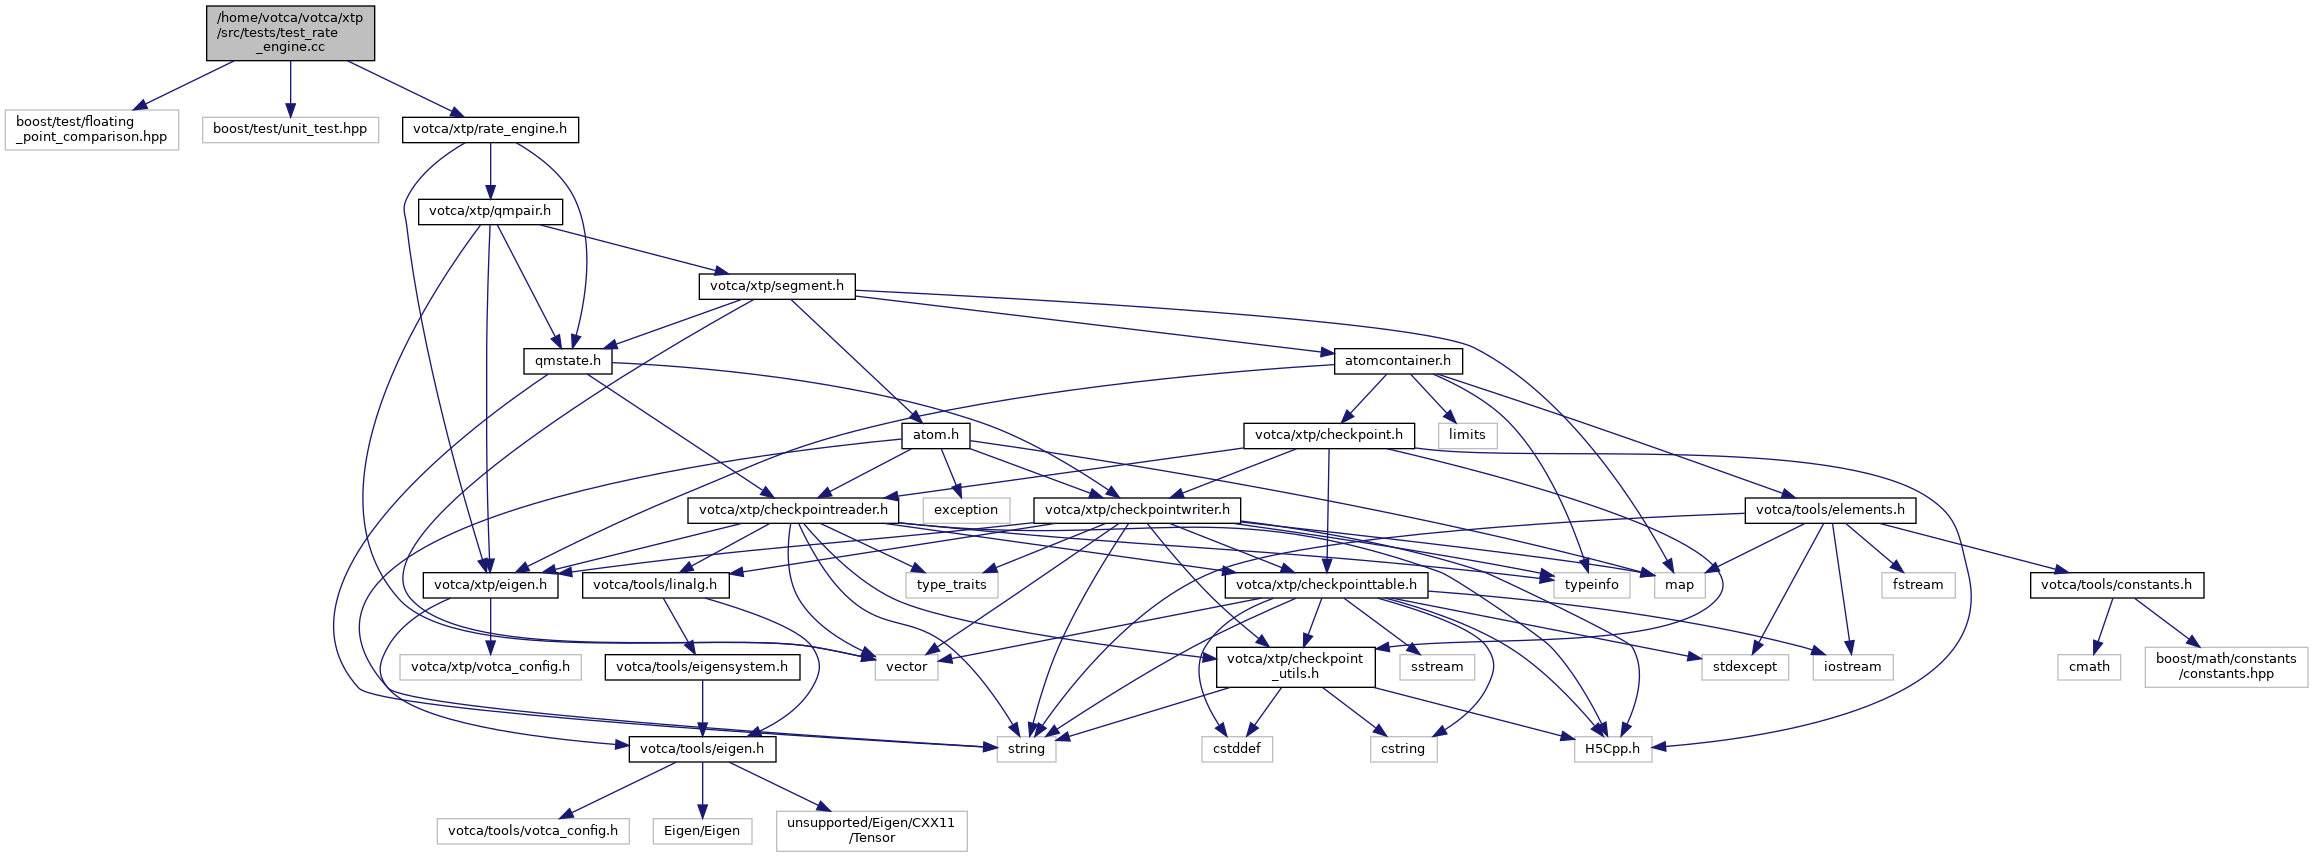 /home/votca/votca/xtp
/src/tests/test_rate
_engine.cc
boost/test/floating
_point_comparison.hpp
boost/test/unit_test.hpp
votca/xtp/rate_engine.h
votca/xtp/qmpair.h
votca/xtp/segment.h
qmstate.h
atomcontainer.h
atom.h
votca/xtp/checkpoint.h
limits
votca/xtp/checkpointreader.h
exception
votca/xtp/checkpointwriter.h
votca/tools/elements.h
votca/xtp/eigen.h
votca/tools/linalg.h
type_traits
votca/xtp/checkpointtable.h
typeinfo
map
fstream
votca/tools/constants.h
votca/xtp/votca_config.h
votca/tools/eigensystem.h
vector
votca/xtp/checkpoint
_utils.h
sstream
stdexcept
iostream
cmath
boost/math/constants
/constants.hpp
votca/tools/eigen.h
string
cstddef
cstring
H5Cpp.h
votca/tools/votca_config.h
Eigen/Eigen
unsupported/Eigen/CXX11
/Tensor